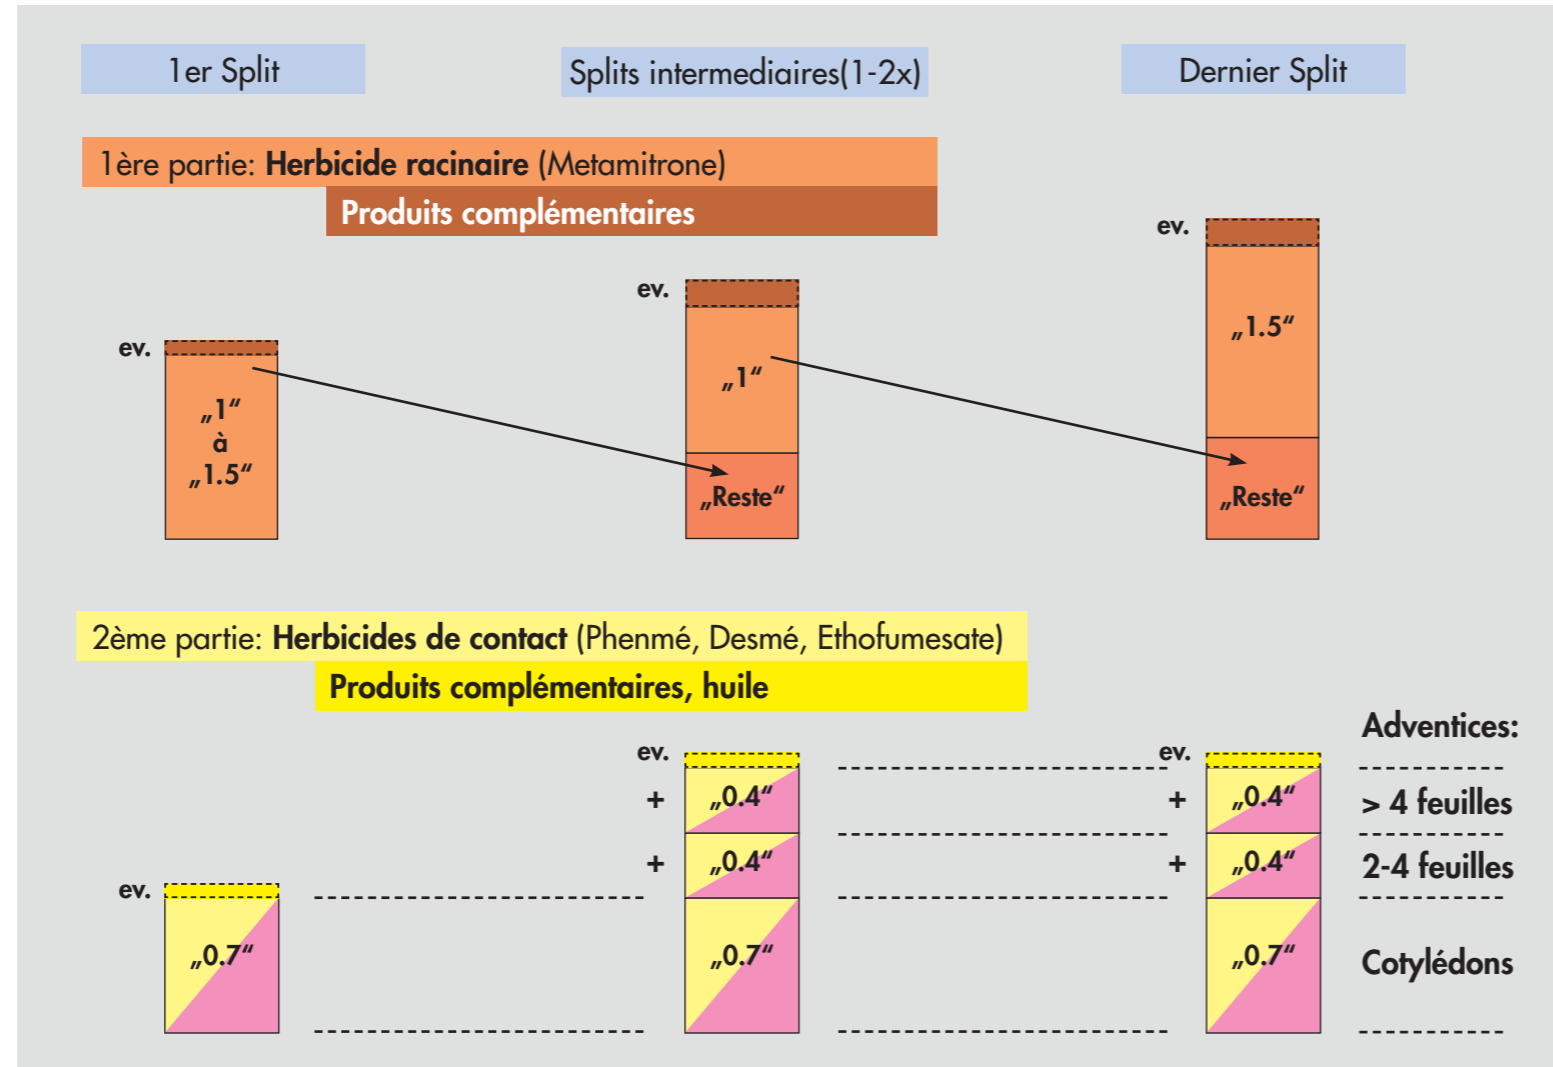 1er Split
Splits intermediaires(1-2x)
Dernier Split
1ère partie: Herbicide racinaire (Metamitrone)
Produits complémentaires
ev.
„1“
à
„1.5“
ev.
„1“
„Reste“
ev.
„1.5“
„Reste“
2ème partie: Herbicides de contact (Phenmé, Desmé, Ethofumesate)
Produits complémentaires, huile
ev.
„0.7“
ev.
+ „0.4“
+ „0.4“
„0.7“
ev.
+ „0.4“
+ „0.4“
„0.7“
Adventices:
> 4 feuilles
2-4 feuilles
Cotylédons